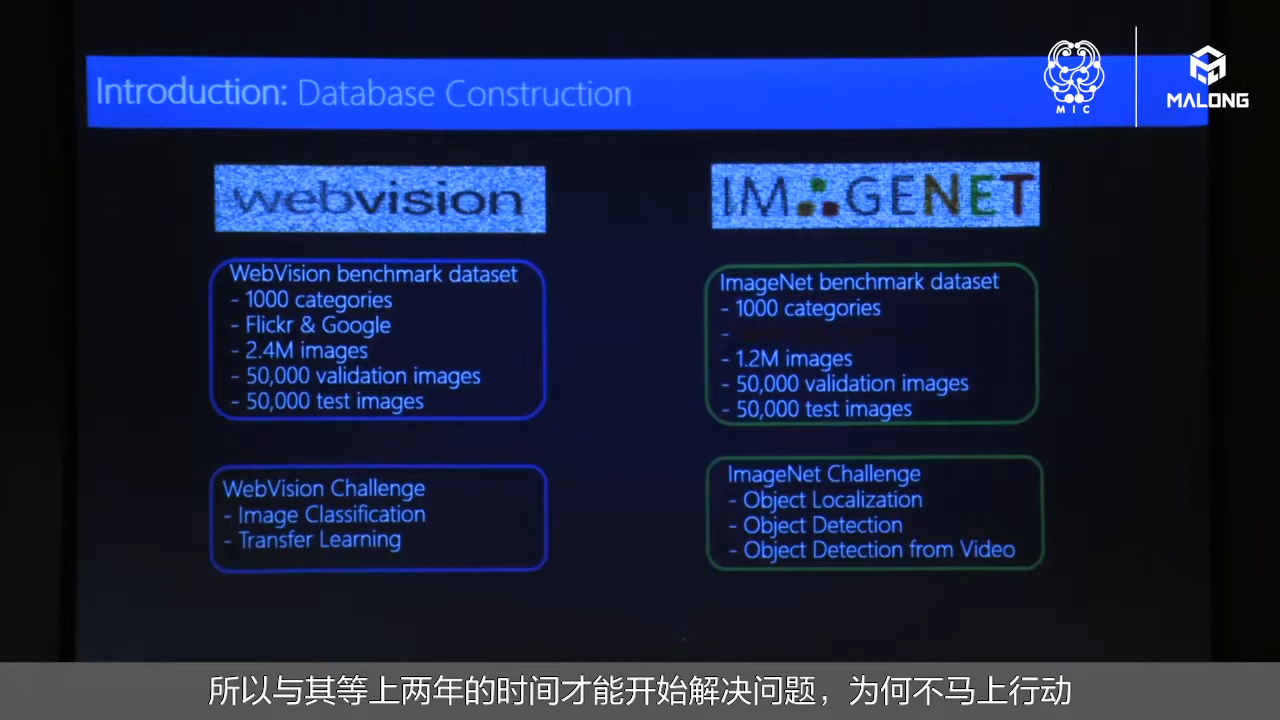 Introduction: Database Construction
MIC
MALONG
webvision
WebVision benchmark dataset
- 1000 categories
- Flickr & Google
- 2.4M images
- 50,000 validation images
- 50,000 test images
WebVision Challenge
- Image Classification
- Transfer Learning
IMAGENET
ImageNet benchmark dataset
- 1000 categories
-
- 1.2M images
- 50,000 validation images
- 50,000 test images
ImageNet Challenge
- Object Localization
- Object Detection
- Object Detection from Video
所以与其等上两年的时间才能开始解决问题，为何不马上行动